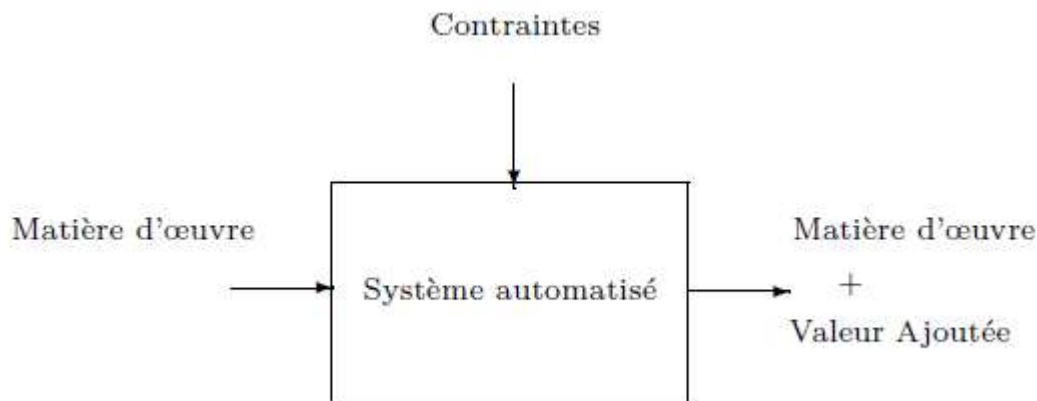 Contraintes
Matière d'œuvre
Matière d'œuvre
Système automatisé
+
Valeur Ajoutée